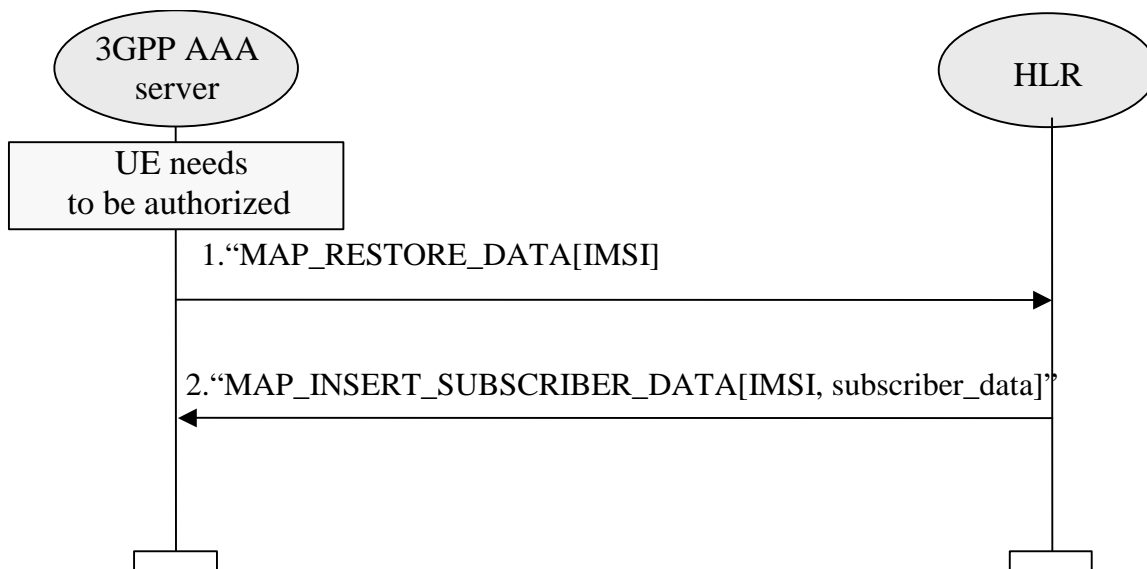 3GPP AAA
server
HLR
UE needs
to be authorized
1.“MAP_RESTORE_DATA[IMSI]
2.“MAP_INSERT_SUBSCRIBER_DATA[IMSI, subscriber_data]”